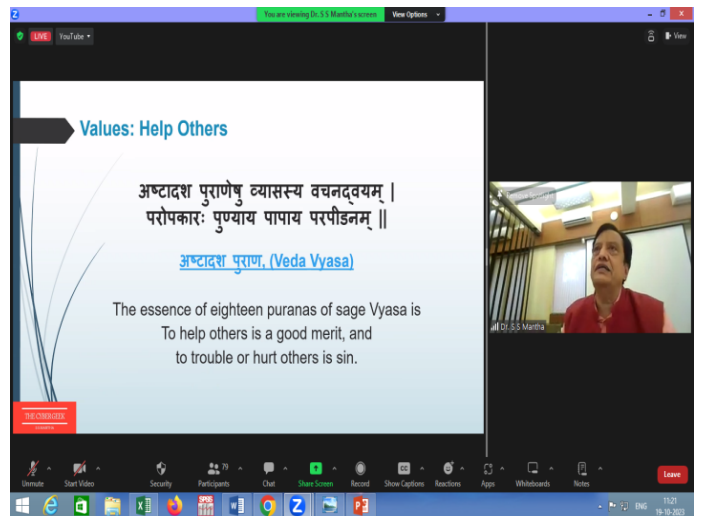 You are viewing Dr. S S Mantha's screen View Options
LIVE YouTube
View
Values: Help Others
अष्टादश पुराणेषु व्यासस्य वचनद्वयम् |
परोपकारः पुण्याय पापाय परपीडनम् ||
अष्टादश पुराण, (Veda Vyasa)
The essence of eighteen puranas of sage Vyasa is
To help others is a good merit, and
to trouble or hurt others is sin.
THE CYBERGEEK
Dr. S S Mantha
Unmute Start Video Security Participants 79 Chat Share Screen Record Show Captions Reactions Apps Whiteboards Notes Leave
ENG 11:21
19-10-2023